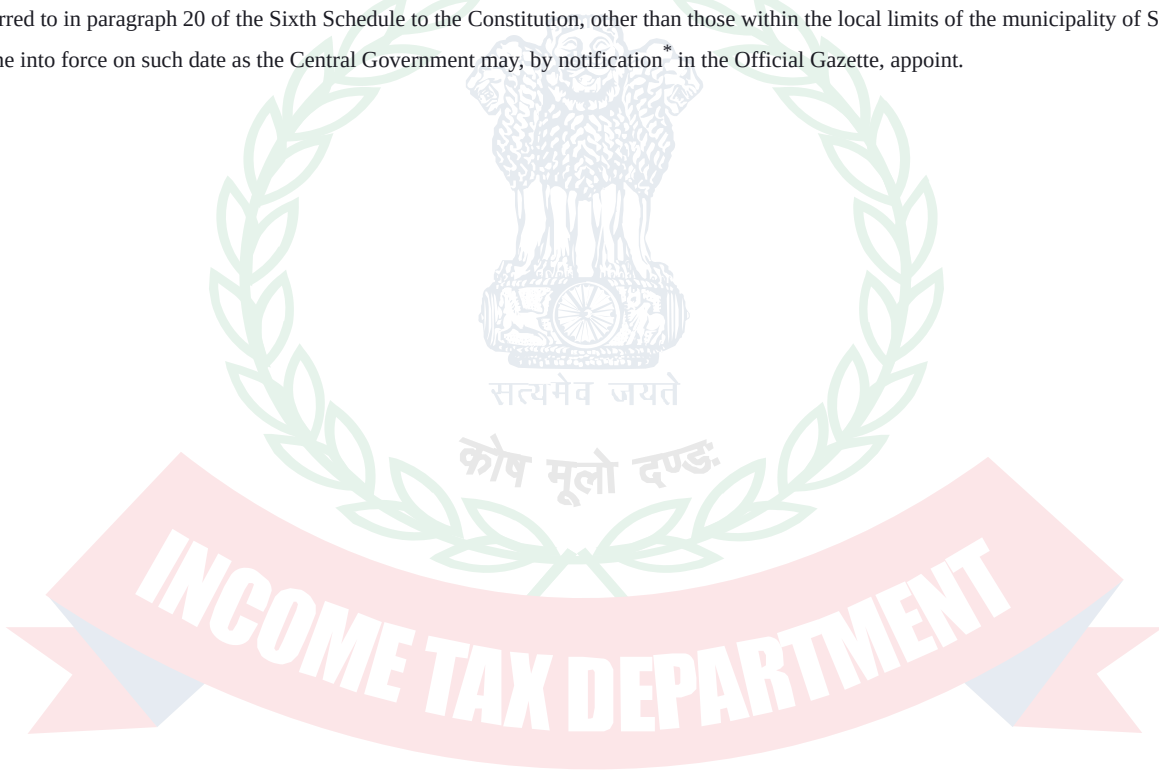 rred to in paragraph 20 of the Sixth Schedule to the Constitution, other than those within the local limits of the municipality of S
ne into force on such date as the Central Government may, by notification* in the Official Gazette, appoint.
सत्यमेव जयते
कोष मूलो दण्डः
INCOME TAX DEPARTMENT